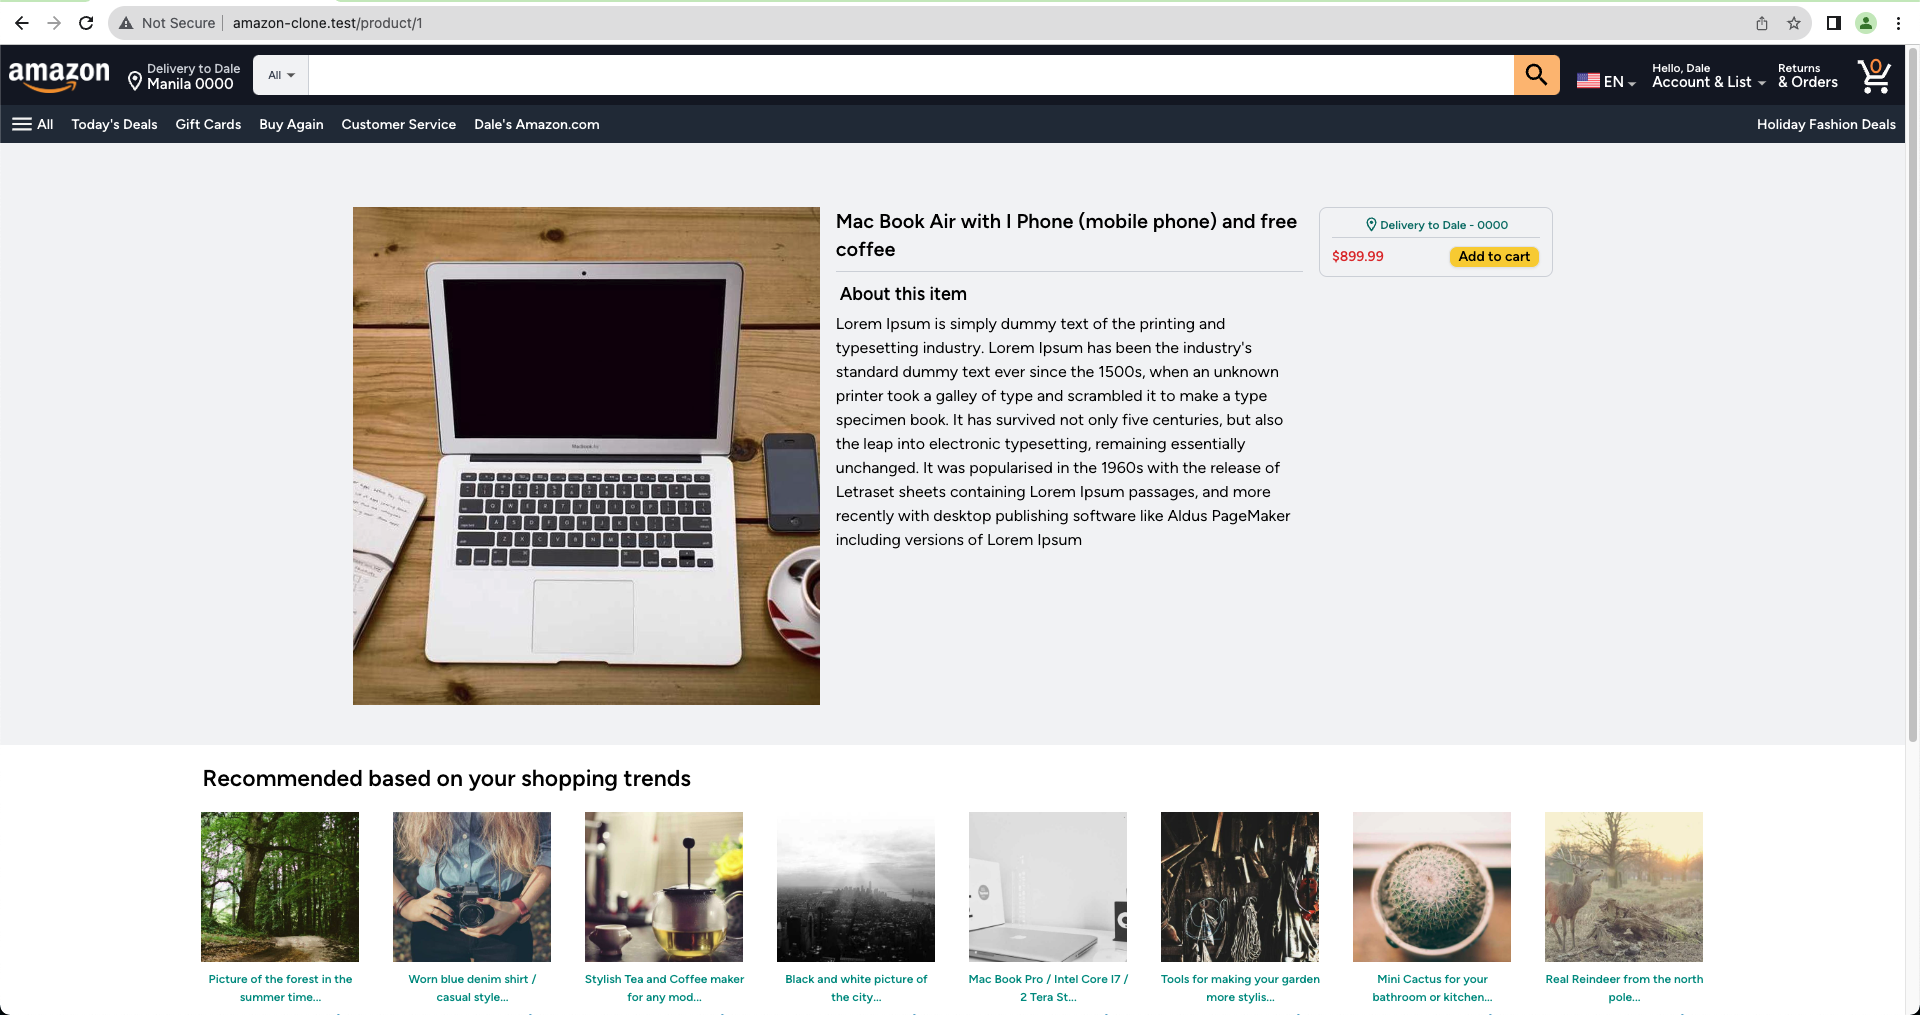 Not Secure
amazon-clone.test/product/1
amazon
Delivery to Dale
Manila 0000
All
EN
Hello, Dale
Account & List
Returns
& Orders
0
All
Today's Deals
Gift Cards
Buy Again
Customer Service
Dale's Amazon.com
Holiday Fashion Deals
Mac Book Air with I Phone (mobile phone) and free
coffee
About this item
Lorem Ipsum is simply dummy text of the printing and
typesetting industry. Lorem Ipsum has been the industry's
standard dummy text ever since the 1500s, when an unknown
printer took a galley of type and scrambled it to make a type
specimen book. It has survived not only five centuries, but also
the leap into electronic typesetting, remaining essentially
unchanged. It was popularised in the 1960s with the release of
Letraset sheets containing Lorem Ipsum passages, and more
recently with desktop publishing software like Aldus PageMaker
including versions of Lorem Ipsum
Delivery to Dale - 0000
$899.99
Add to cart
MacBook Air
Recommended based on your shopping trends
Picture of the forest in the
summer time...
Worn blue denim shirt /
casual style...
Stylish Tea and Coffee maker
for any mod...
Black and white picture of
the city...
Mac Book Pro / Intel Core I7 /
2 Tera St...
Tools for making your garden
more stylis...
Mini Cactus for your
bathroom or kitchen...
Real Reindeer from the north
pole...